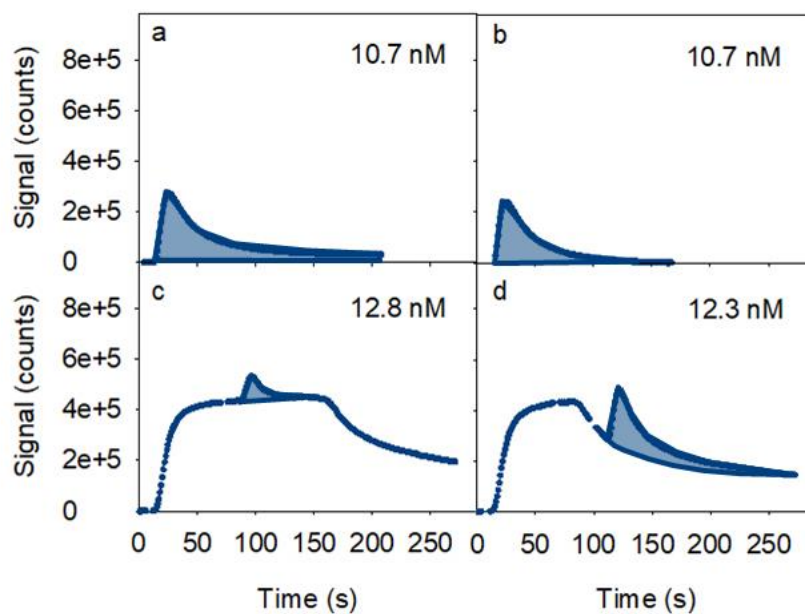 a
10.7 nM
b
10.7 nM
Signal (counts)
8e+5
6e+5
4e+5
2e+5
0
c
12.8 nM
d
12.3 nM
Signal (counts)
8e+5
6e+5
4e+5
2e+5
0
0 50 100 150 200 250
0 50 100 150 200 250
Time (s)
Time (s)